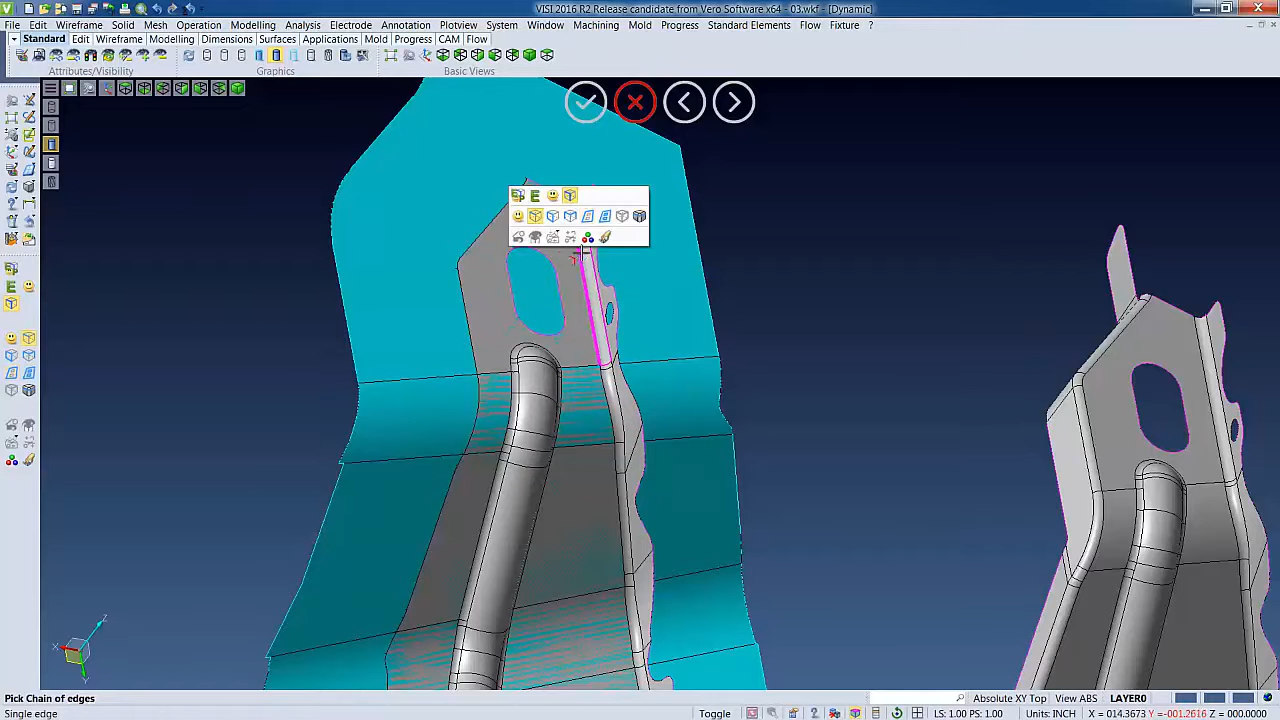 VISI 2016 R2 Release candidate from Vero Software x64 - 03.wkf - [Dynamic]
File Edit Wireframe Solid Mesh Operation Modelling Analysis Electrode Annotation Plotview System Window Machining Mold Progress Standard Elements Flow Fixture ?
Standard Edit Wireframe Modelling Dimensions Surfaces Applications Mold Progress CAM Flow
Attributes/Visibility Graphics Basic Views
E
E
X Z Y
Pick Chain of edges Absolute XY Top View ABS LAYER0
Single edge Toggle LS: 1.00 PS: 1.00 Units: INCH X = 014.3673 Y =-001.2616 Z = 000.0000